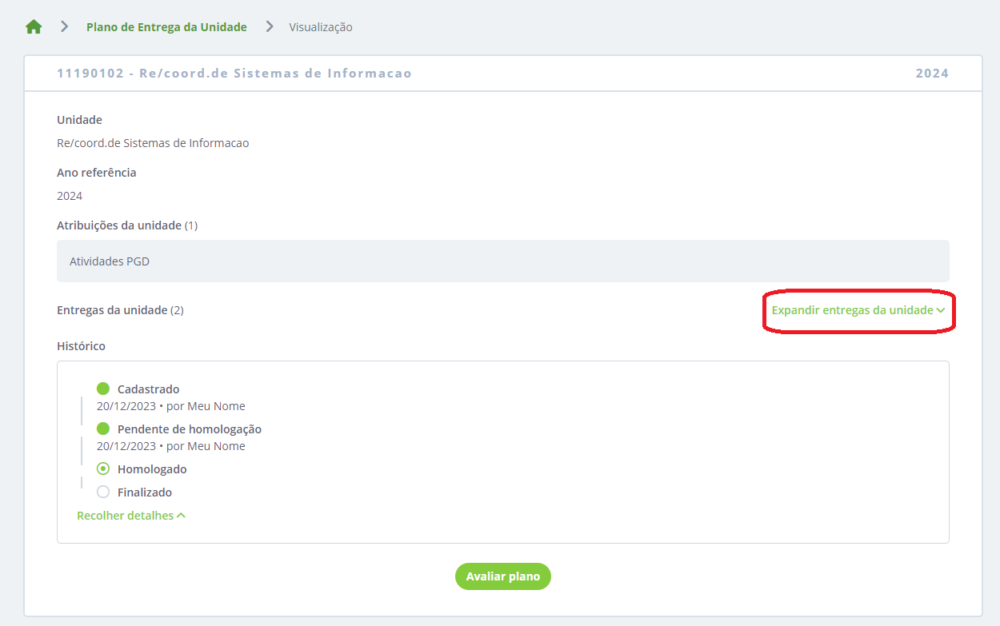 Plano de Entrega da Unidade Visualização
11190102 - Re/coord.de Sistemas de Informacao 2024
Unidade
Re/coord.de Sistemas de Informacao
Ano referência
2024
Atribuições da unidade (1)
Atividades PGD
Entregas da unidade (2) Expandir entregas da unidade
Histórico
Cadastrado
20/12/2023 • por Meu Nome
Pendente de homologação
20/12/2023 • por Meu Nome
Homologado
Finalizado
Recolher detalhes
Avaliar plano